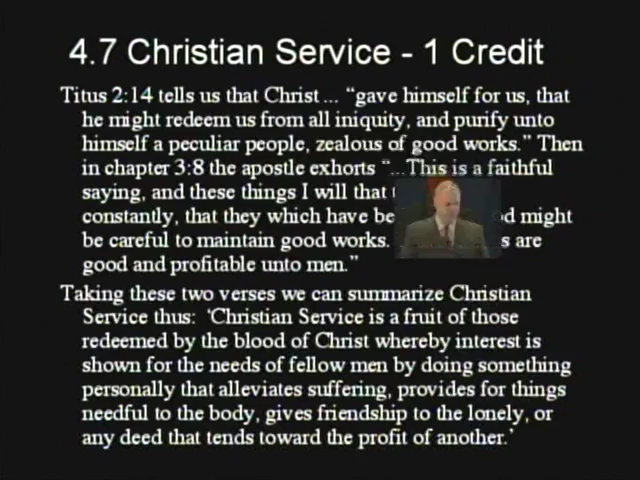 4.7 Christian Service - 1 Credit
Titus 2:14 tells us that Christ... "gave himself for us, that
he might redeem us from all iniquity, and purify unto
himself a peculiar people, zealous of good works." Then
in chapter 3:8 the apostle exhorts "...This is a faithful
saying, and these things I will that
constantly, that they which have be d might
be careful to maintain good works. s are
good and profitable unto men."
Taking these two verses we can summarize Christian
Service thus: 'Christian Service is a fruit of those
redeemed by the blood of Christ whereby interest is
shown for the needs of fellow men by doing something
personally that alleviates suffering, provides for things
needful to the body, gives friendship to the lonely, or
any deed that tends toward the profit of another.'